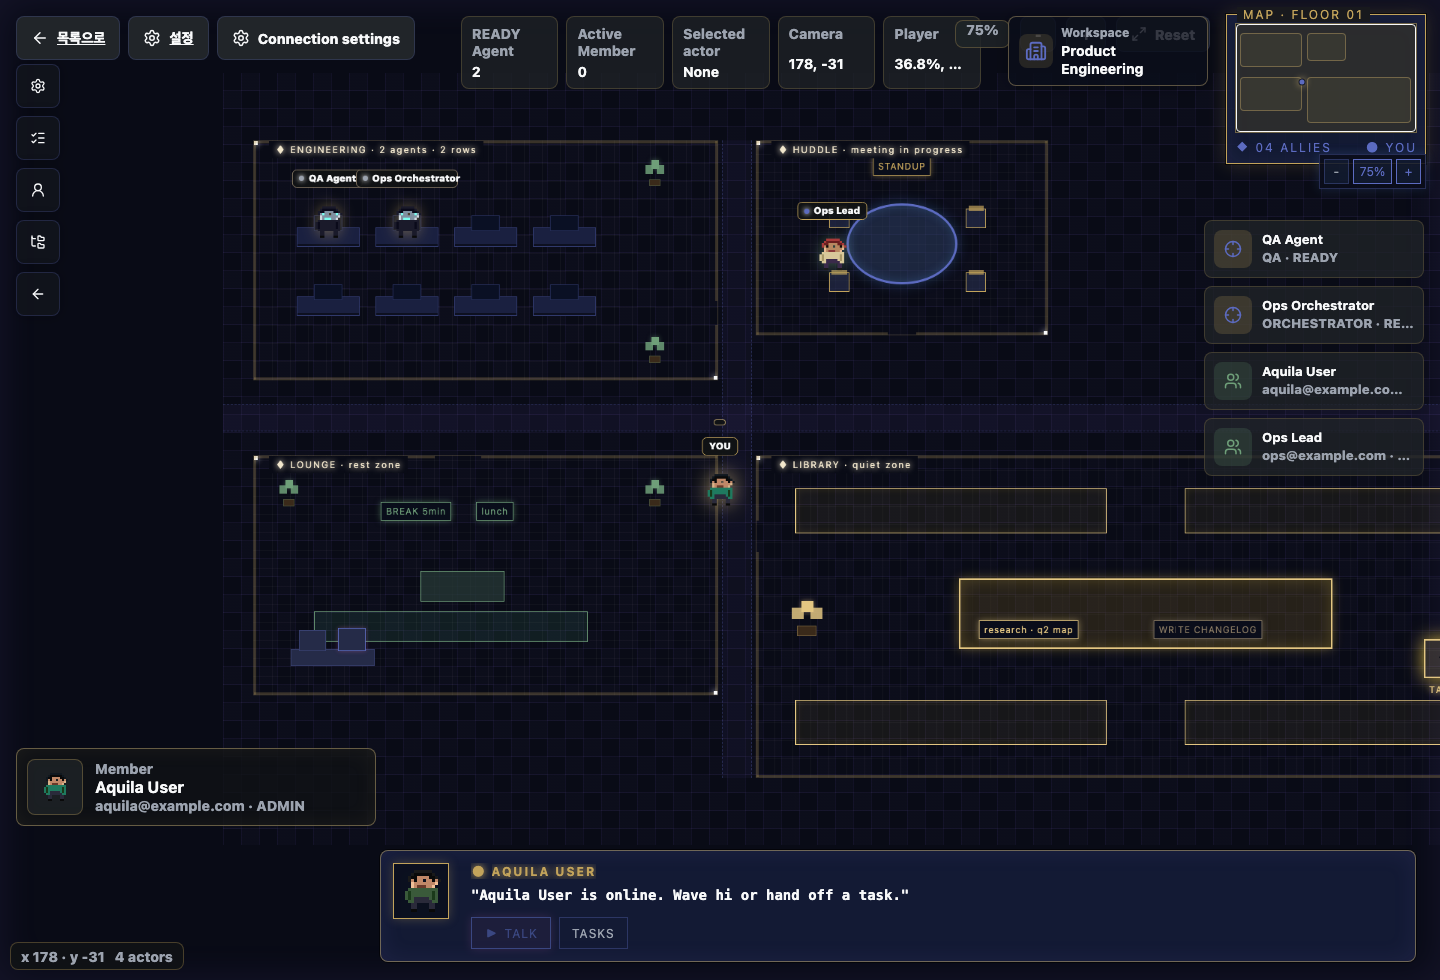 목록으로
설정
Connection settings
READY Agent
2
Active Member
0
Selected actor
None
Camera
178, -31
Player
36.8%, ...
75%
Workspace
Product Engineering
Reset
MAP · FLOOR 01
04 ALLIES
YOU
- 75% +
ENGINEERING · 2 agents · 2 rows
QA Agent
Ops Orchestrator
HUDDLE · meeting in progress
STANDUP
Ops Lead
QA Agent
QA · READY
Ops Orchestrator
ORCHESTRATOR · RE...
Aquila User
aquila@example.co...
Ops Lead
ops@example.com · ...
YOU
LOUNGE · rest zone
BREAK 5min
lunch
LIBRARY · quiet zone
research · q2 map
WRITE CHANGELOG
TA
Member
Aquila User
aquila@example.com · ADMIN
AQUILA USER
"Aquila User is online. Wave hi or hand off a task."
TALK
TASKS
x 178 · y -31 4 actors